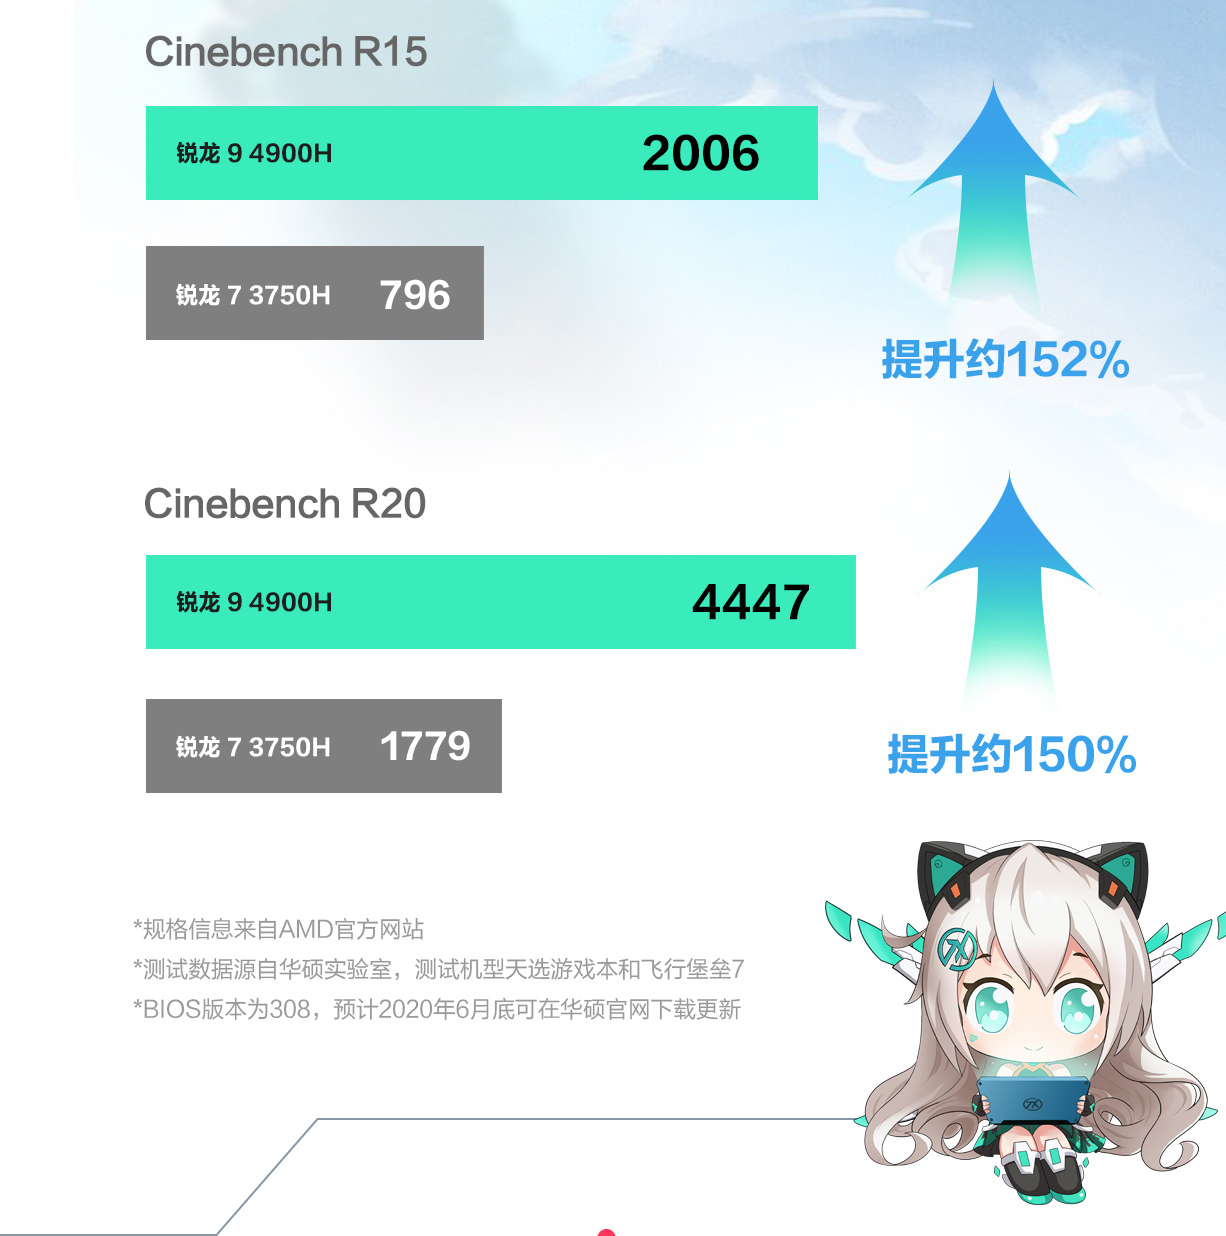 Cinebench R15
锐龙 9 4900H 2006
锐龙 7 3750H 796
提升约152%
Cinebench R20
锐龙 9 4900H 4447
锐龙 7 3750H 1779
提升约150%
*规格信息来自AMD官方网站
*测试数据源自华硕实验室，测试机型天选游戏本和飞行堡垒7
*BIOS版本为308，预计2020年6月底可在华硕官网下载更新
TX
TX